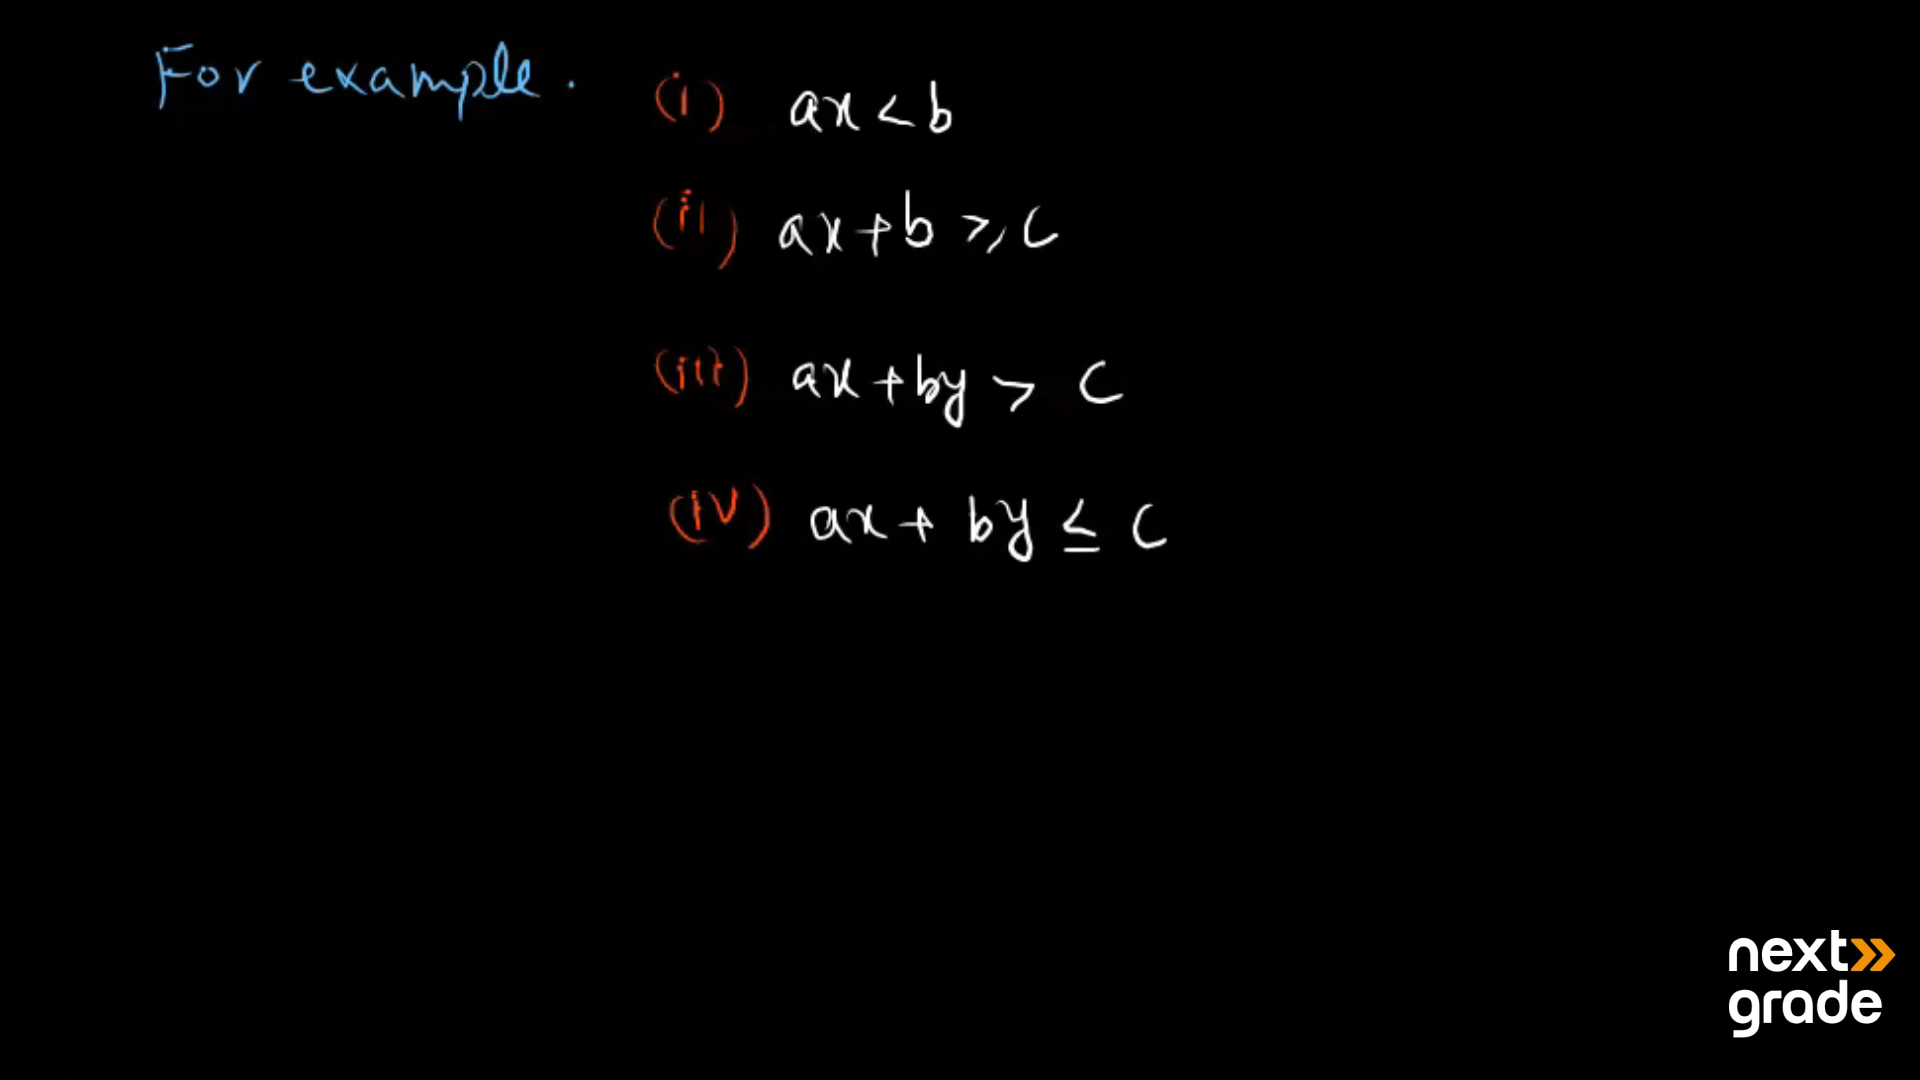 For example. (i) ax < b
(ii) ax + b ⩾ c
(iii) ax + by > c
(iv) ax + by ≤ c
next
grade